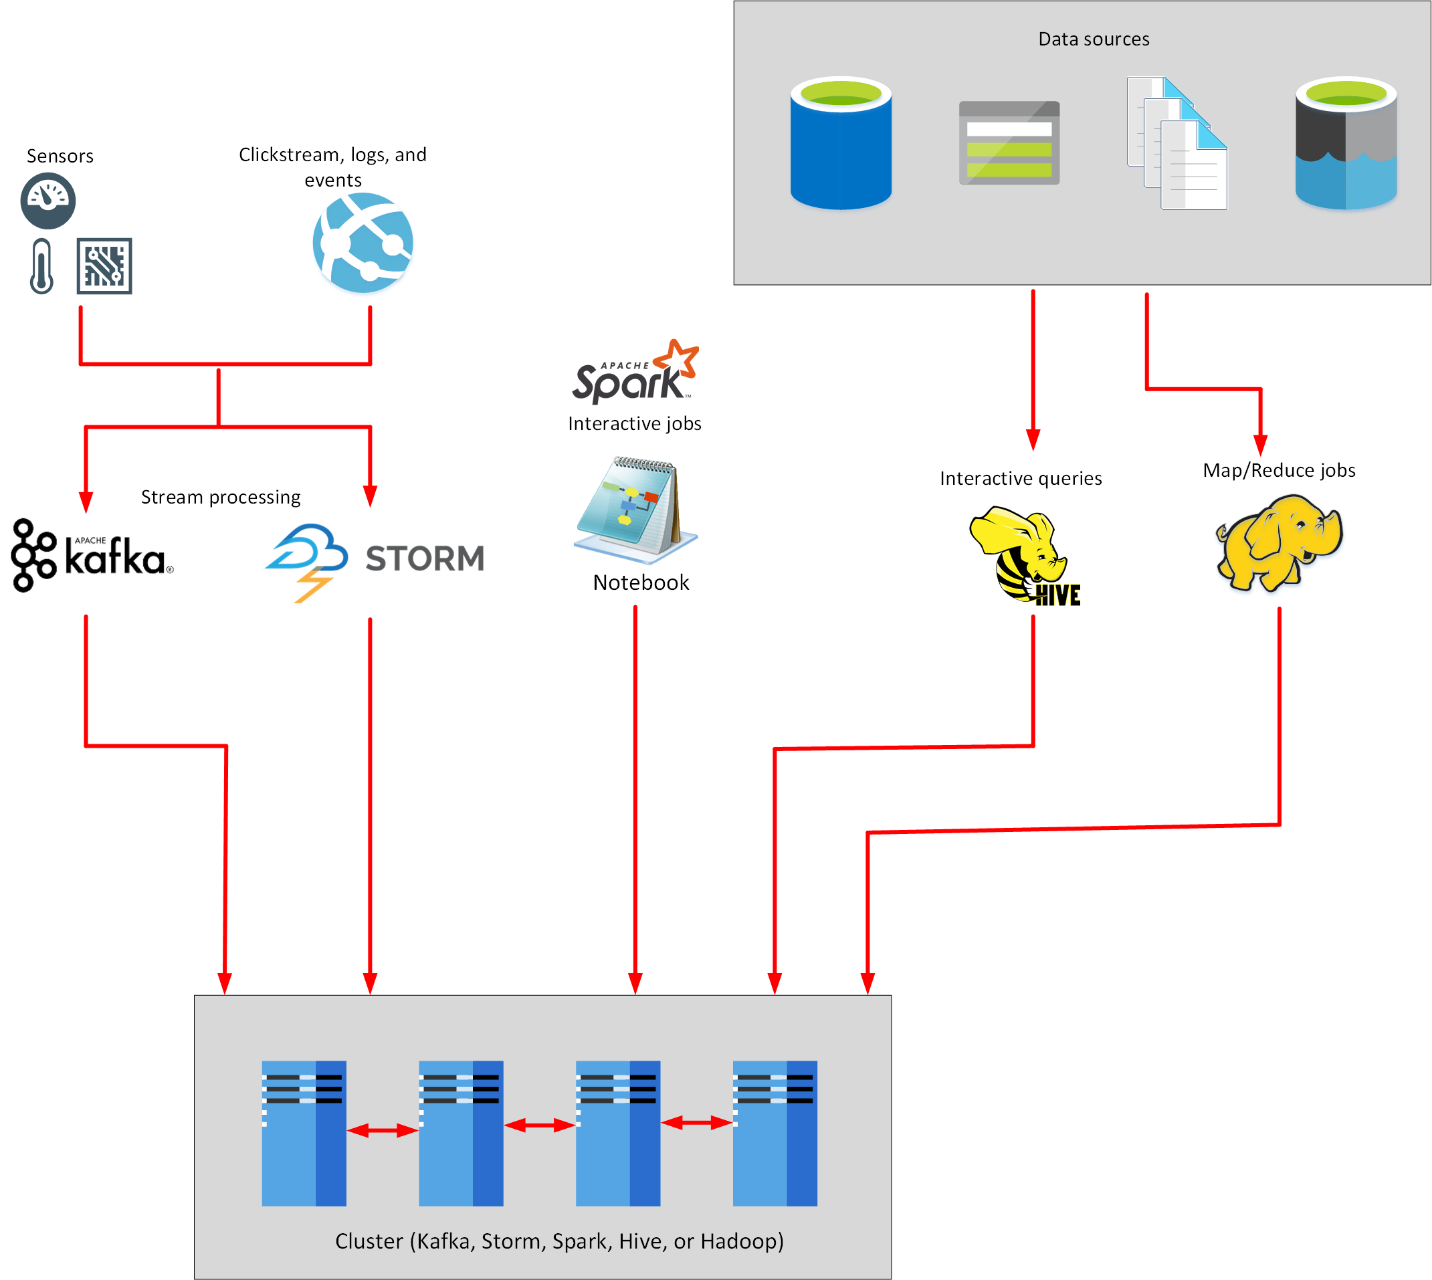 Data sources
Sensors
Clickstream, logs, and
events
APACHE
Spark™
Interactive jobs
Stream processing
APACHE
kafka®
STORM
Notebook
Interactive queries
HIVE
Map/Reduce jobs
Cluster (Kafka, Storm, Spark, Hive, or Hadoop)